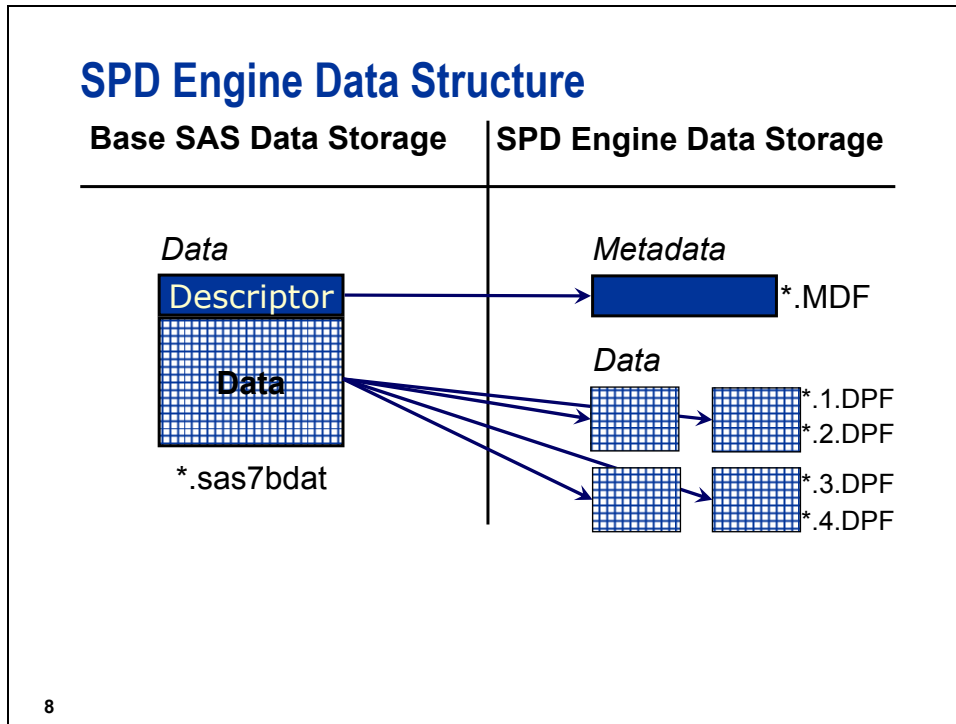 SPD Engine Data Structure
Base SAS Data Storage
SPD Engine Data Storage
Data
Descriptor
Data
*.sas7bdat
Metadata
*.MDF
Data
*.1.DPF
*.2.DPF
*.3.DPF
*.4.DPF
8